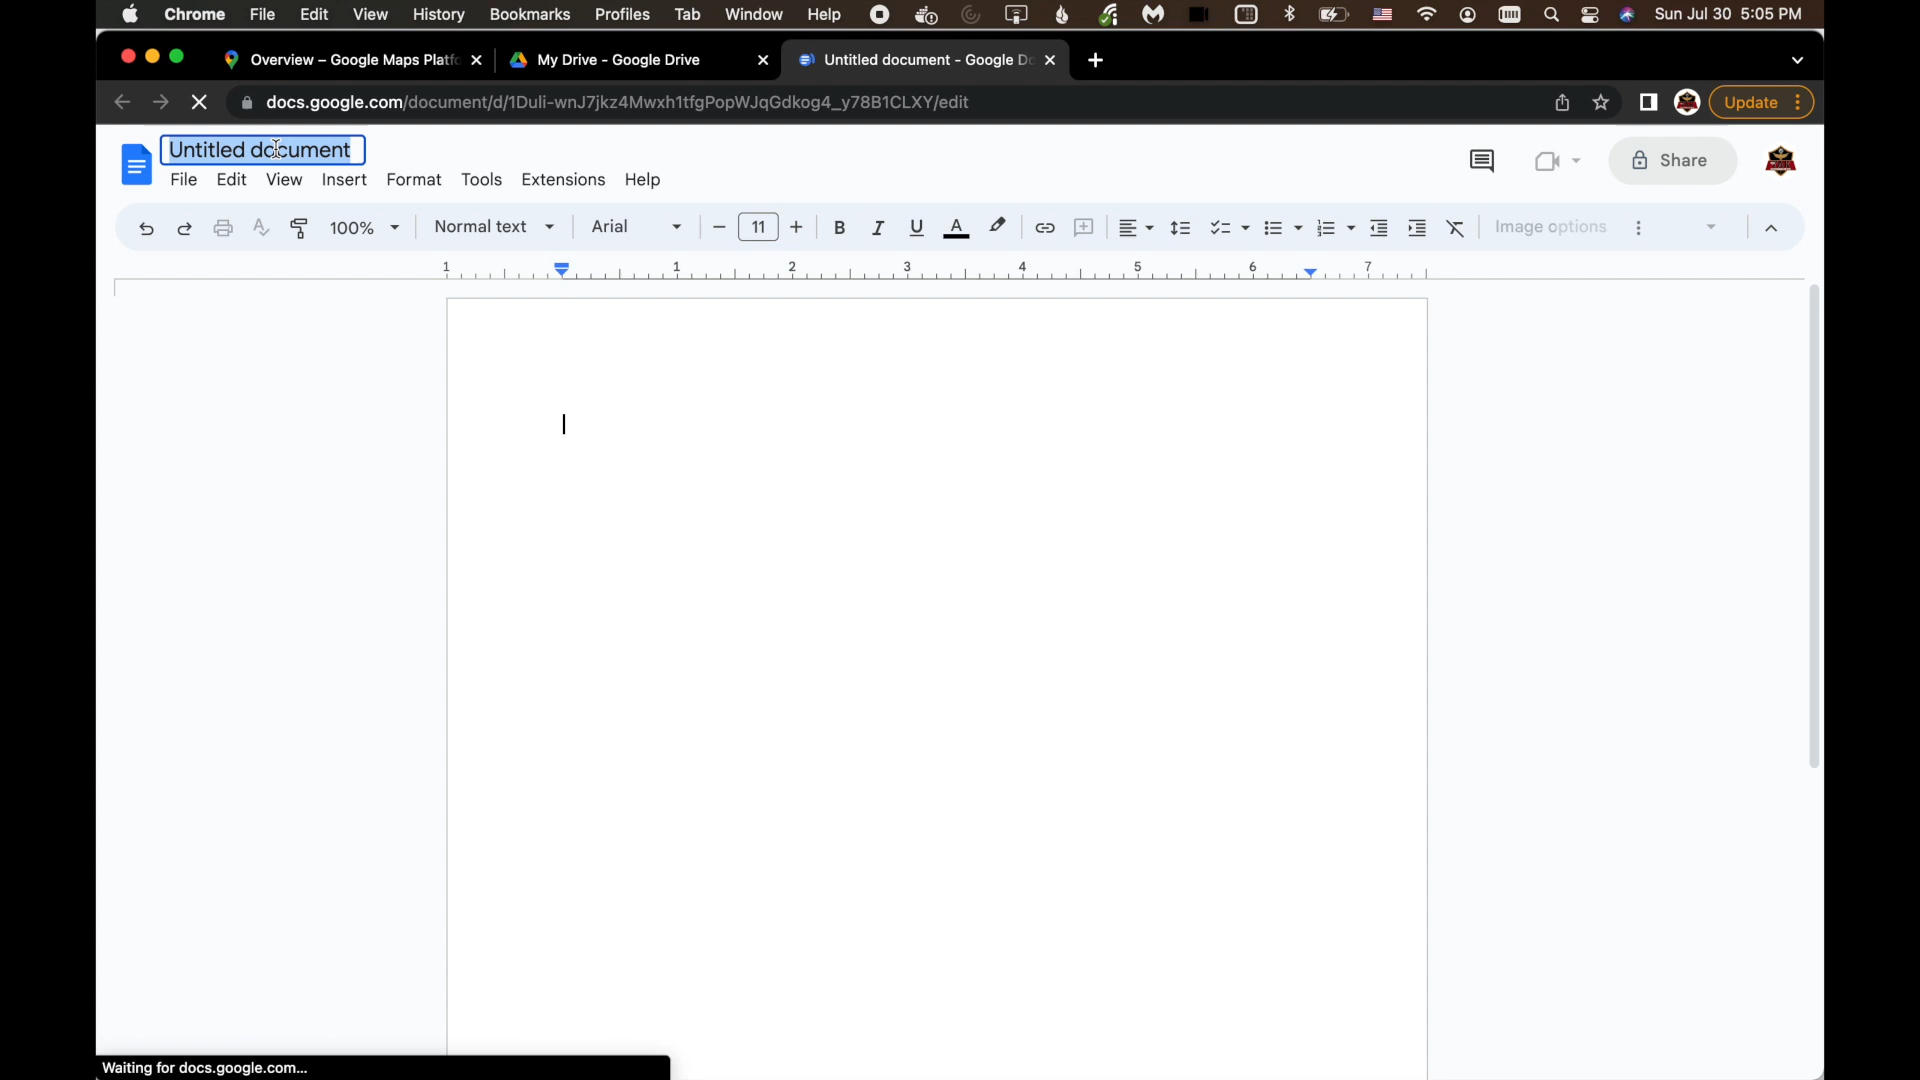 Chrome File Edit View History Bookmarks Profiles Tab Window Help Sun Jul 30 5:05 PM
Overview – Google Maps Platfo My Drive - Google Drive Untitled document - Google Do
docs.google.com/document/d/1Duli-wnJ7jkz4Mwxh1tfgPopWJqGdkog4_y78B1CLXY/edit Update
Untitled document
Share
File Edit View Insert Format Tools Extensions Help
100% Normal text Arial 11 B I U A Image options
1 1 2 3 4 5 6 7
Waiting for docs.google.com...